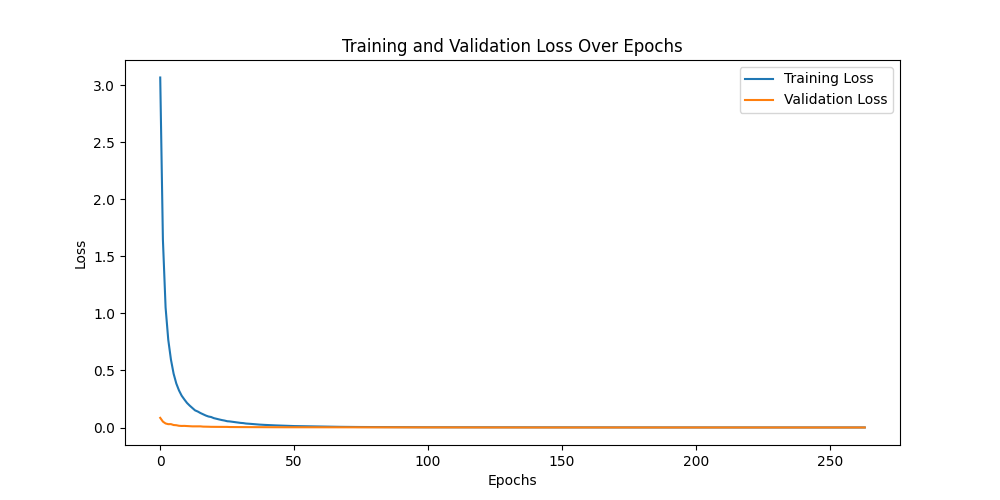 Training and Validation Loss Over Epochs
Training Loss
Validation Loss
3.0
2.5
2.0
1.5
1.0
0.5
0.0
Loss
0 50 100 150 200 250
Epochs